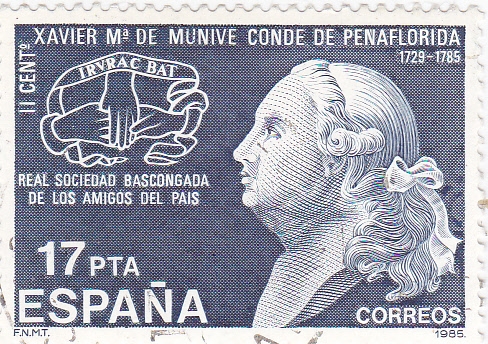 XAVIER Mª DE MUNIVE CONDE DE PEÑAFLORIDA
1729-1785
II CENTº
IRVRAC BAT
REAL SOCIEDAD BASCONGADA
DE LOS AMIGOS DEL PAIS
17 PTA
ESPAÑA
CORREOS
F.N.M.T.
1985.